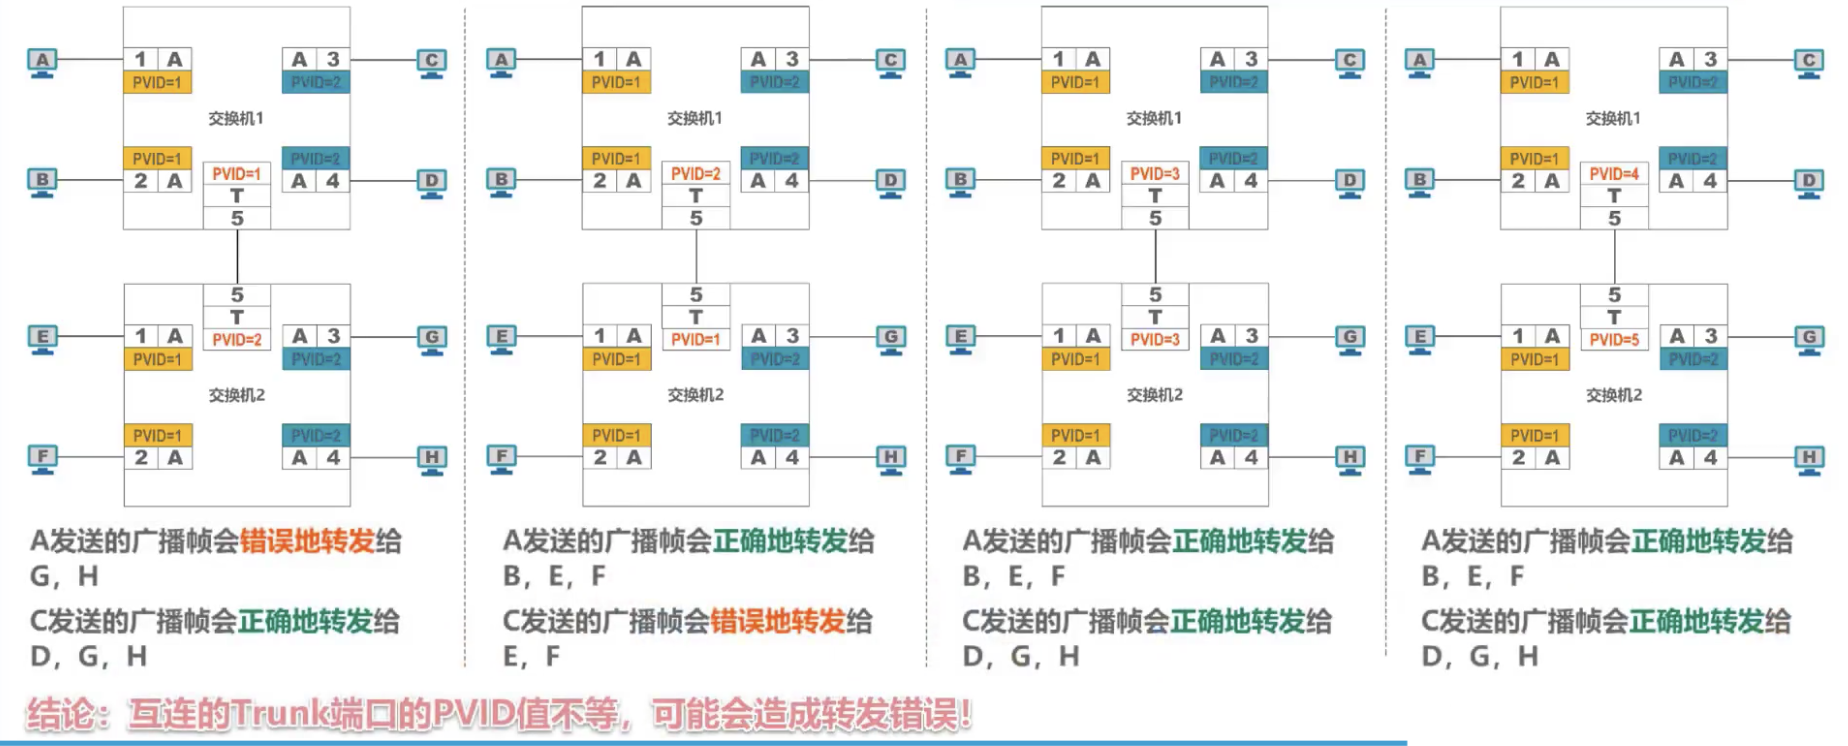 A 1 A A 3 C
PVID=1 PVID=2
交换机1
PVID=1 PVID=2
B 2 A PVID=1 A 4 D
T
5
5
T
E 1 A PVID=2 A 3 G
PVID=1 PVID=2
交换机2
PVID=1 PVID=2
F 2 A A 4 H
A发送的广播帧会错误地转发给
G，H
C发送的广播帧会正确地转发给
D，G，H
A 1 A A 3 C
PVID=1 PVID=2
交换机1
PVID=1 PVID=2
B 2 A PVID=2 A 4 D
T
5
5
T
E 1 A PVID=1 A 3 G
PVID=1 PVID=2
交换机2
PVID=1 PVID=2
F 2 A A 4 H
A发送的广播帧会正确地转发给
B，E，F
C发送的广播帧会错误地转发给
E，F
A 1 A A 3 C
PVID=1 PVID=2
交换机1
PVID=1 PVID=2
B 2 A PVID=3 A 4 D
T
5
5
T
E 1 A PVID=3 A 3 G
PVID=1 PVID=2
交换机2
PVID=1 PVID=2
F 2 A A 4 H
A发送的广播帧会正确地转发给
B，E，F
C发送的广播帧会正确地转发给
D，G，H
A 1 A A 3 C
PVID=1 PVID=2
交换机1
PVID=1 PVID=2
B 2 A PVID=4 A 4 D
T
5
5
T
E 1 A PVID=5 A 3 G
PVID=1 PVID=2
交换机2
PVID=1 PVID=2
F 2 A A 4 H
A发送的广播帧会正确地转发给
B，E，F
C发送的广播帧会正确地转发给
D，G，H
结论：互连的Trunk端口的PVID值不等，可能会造成转发错误！